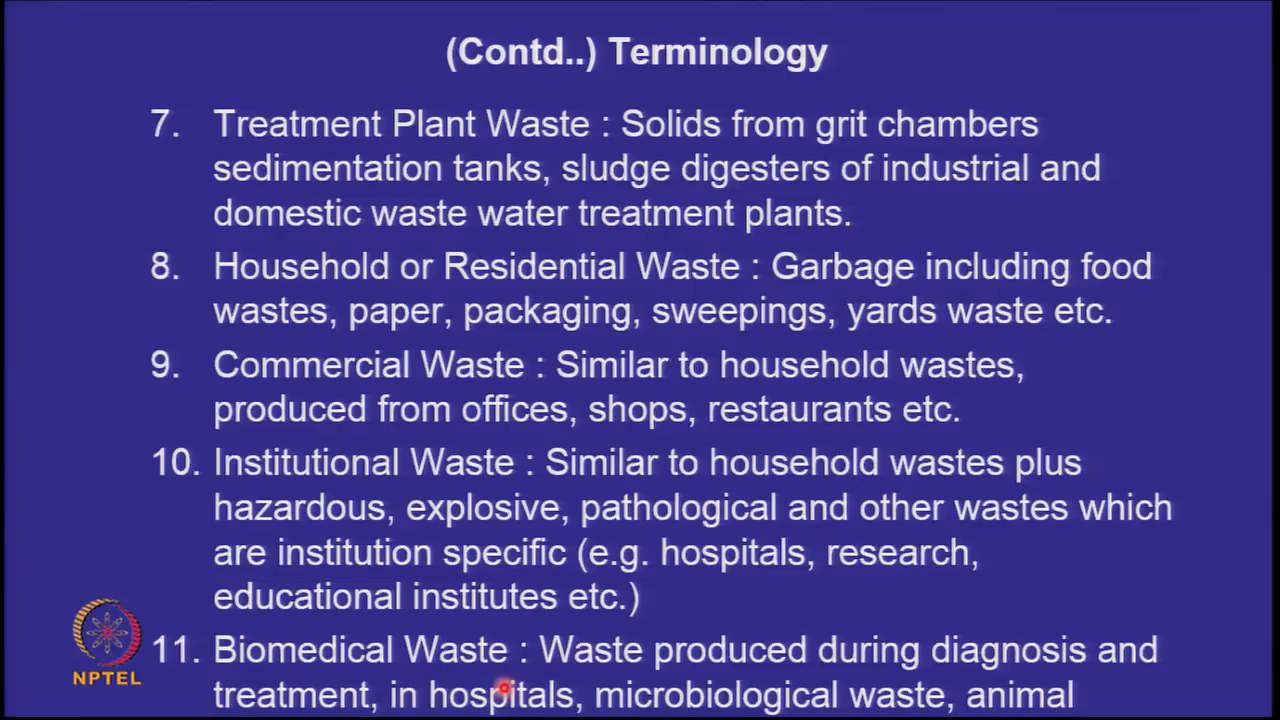 (Contd..) Terminology
7. Treatment Plant Waste : Solids from grit chambers
sedimentation tanks, sludge digesters of industrial and
domestic waste water treatment plants.
8. Household or Residential Waste : Garbage including food
wastes, paper, packaging, sweepings, yards waste etc.
9. Commercial Waste : Similar to household wastes,
produced from offices, shops, restaurants etc.
10. Institutional Waste : Similar to household wastes plus
hazardous, explosive, pathological and other wastes which
are institution specific (e.g. hospitals, research,
educational institutes etc.)
11. Biomedical Waste : Waste produced during diagnosis and
treatment, in hospitals, microbiological waste, animal
NPTEL